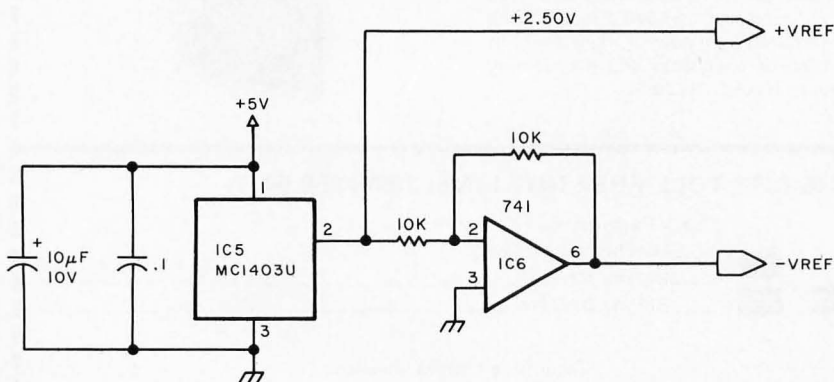 +2.50V
+VREF
+5V
10K
741
1
2
10K
2
+
10µF
10V
.1
IC5
MC1403U
IC6
6
-VREF
3
3